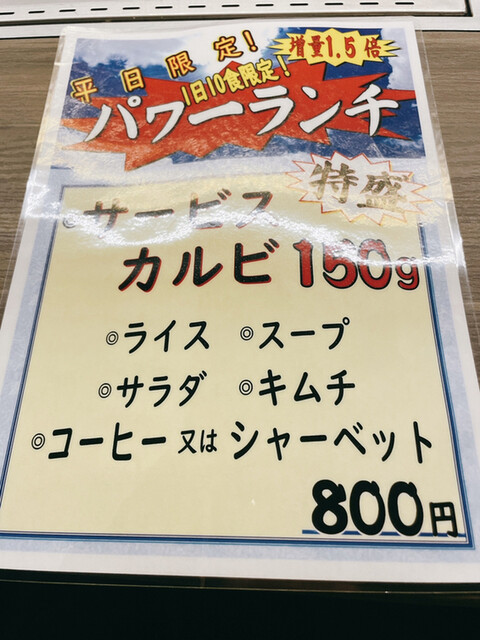 平日限定！
増量1.5倍
1日10食限定！
パワーランチ
特盛
◎サービス
カルビ 150g
◎ライス ◎スープ
◎サラダ ◎キムチ
◎コーヒー又はシャーベット
800円